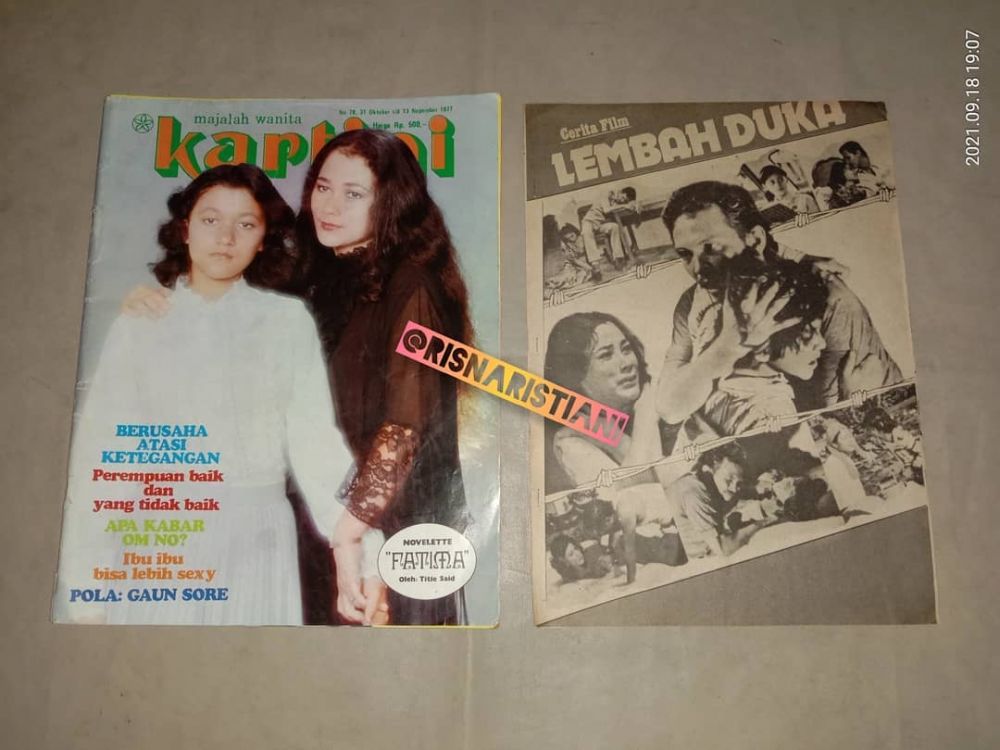 majalah wanita
No 78, 31 Oktober s/d 13 Nopember 1977
Harga Rp. 500,-
kartini
BERUSAHA
ATASI
KETEGANGAN
Perempuan baik
dan
yang tidak baik
APA KABAR
OM NO?
Ibu ibu
bisa lebih sexy
POLA: GAUN SORE
NOVELETTE
"FATIMA"
Oleh: Titie Said
@RISNARISTIANI
Cerita Film
LEMBAH DUKA
2021.09.18 19:07